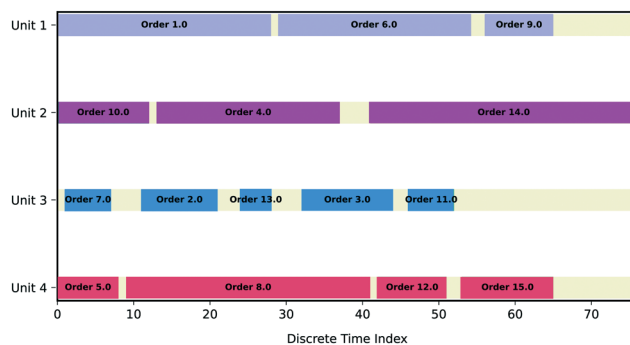 Unit 1
Order 1.0
Order 6.0
Order 9.0
Unit 2
Order 10.0
Order 4.0
Order 14.0
Unit 3
Order 7.0
Order 2.0
Order 13.0
Order 3.0
Order 11.0
Unit 4
Order 5.0
Order 8.0
Order 12.0
Order 15.0
0 10 20 30 40 50 60 70
Discrete Time Index